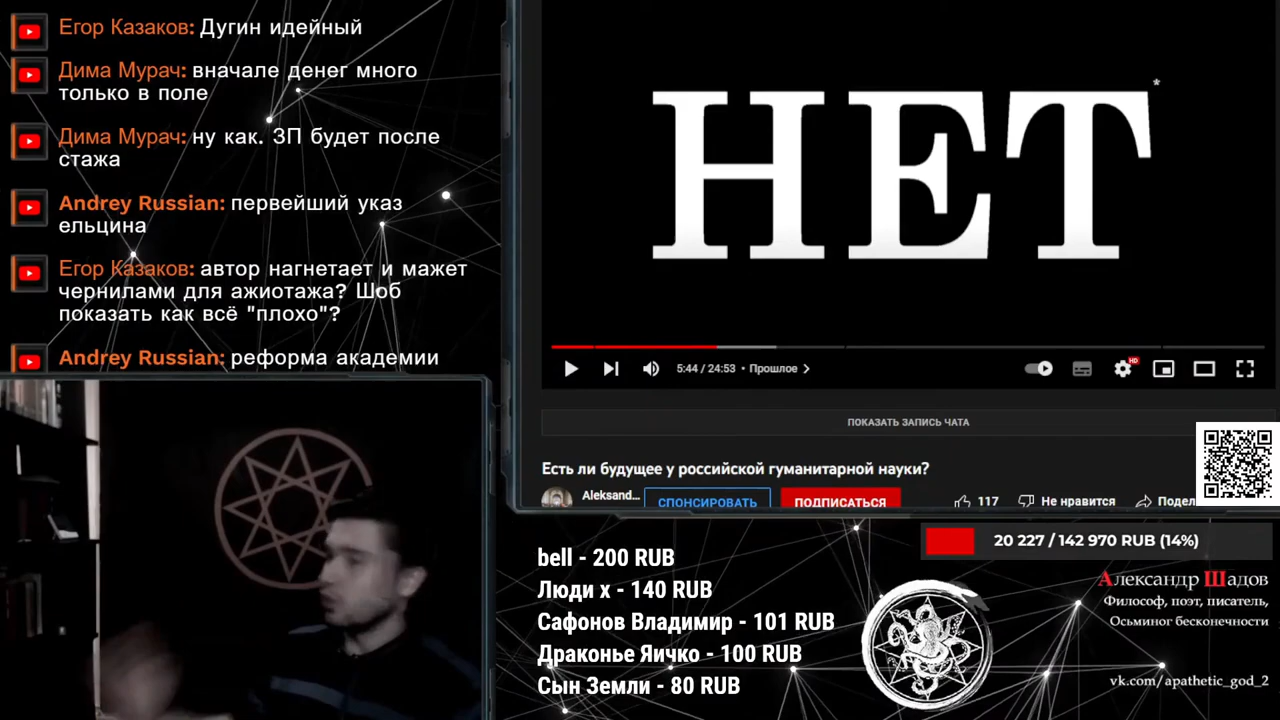 Егор Казаков: Дугин идейный
Дима Мурач: вначале денег много
только в поле
Дима Мурач: ну как. ЗП будет после
стажа
Andrey Russian: первейший указ
ельцина
Егор Казаков: автор нагнетает и мажет
чернилами для ажиотажа? Шоб
показать как всё "плохо"?
Andrey Russian: реформа академии
НЕТ*
5:44 / 24:53 • Прошлое
HD
ПОКАЗАТЬ ЗАПИСЬ ЧАТА
Есть ли будущее у российской гуманитарной науки?
Aleksand...
СПОНСИРОВАТЬ
ПОДПИСАТЬСЯ
117
Не нравится
Подел
20 227 / 142 970 RUB (14%)
bell - 200 RUB
Люди х - 140 RUB
Сафонов Владимир - 101 RUB
Драконье Яичко - 100 RUB
Сын Земли - 80 RUB
Александр Шадов
Философ, поэт, писатель,
Осьминог бесконечности
vk.com/apathetic_god_2